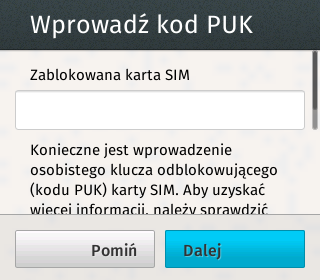 Wprowadź kod PUK
Zablokowana karta SIM
Konieczne jest wprowadzenie
osobistego klucza odblokowującego
(kodu PUK) karty SIM. Aby uzyskać
więcej informacji, należy sprawdzić
Pomiń
Dalej